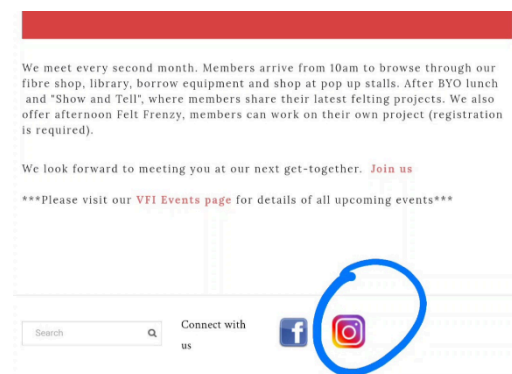 We meet every second month. Members arrive from 10am to browse through our
fibre shop, library, borrow equipment and shop at pop up stalls. After BYO lunch
and "Show and Tell", where members share their latest felting projects. We also
offer afternoon Felt Frenzy, members can work on their own project (registration
is required).
We look forward to meeting you at our next get-together. Join us
***Please visit our VFI Events page for details of all upcoming events***
Search
Connect with
us
f